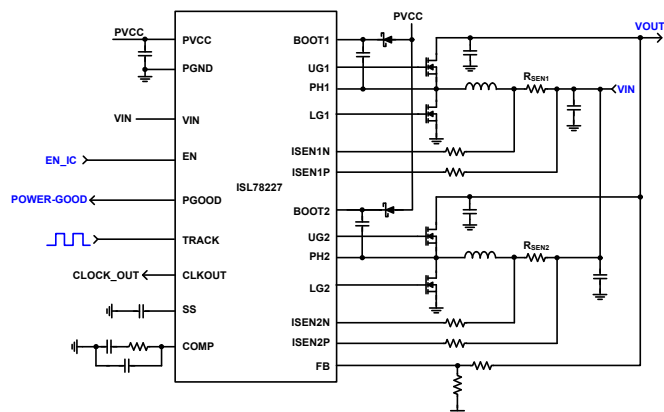 PVCC
VOUT
PVCC
PVCC
BOOT1
PGND
UG1
PH1
RSEN1
VIN
VIN
VIN
LG1
EN_IC
EN
ISEN1N
ISEN1P
ISL78227
POWER-GOOD
PGOOD
BOOT2
TRACK
UG2
RSEN2
PH2
CLOCK_OUT
CLKOUT
LG2
SS
ISEN2N
ISEN2P
COMP
FB